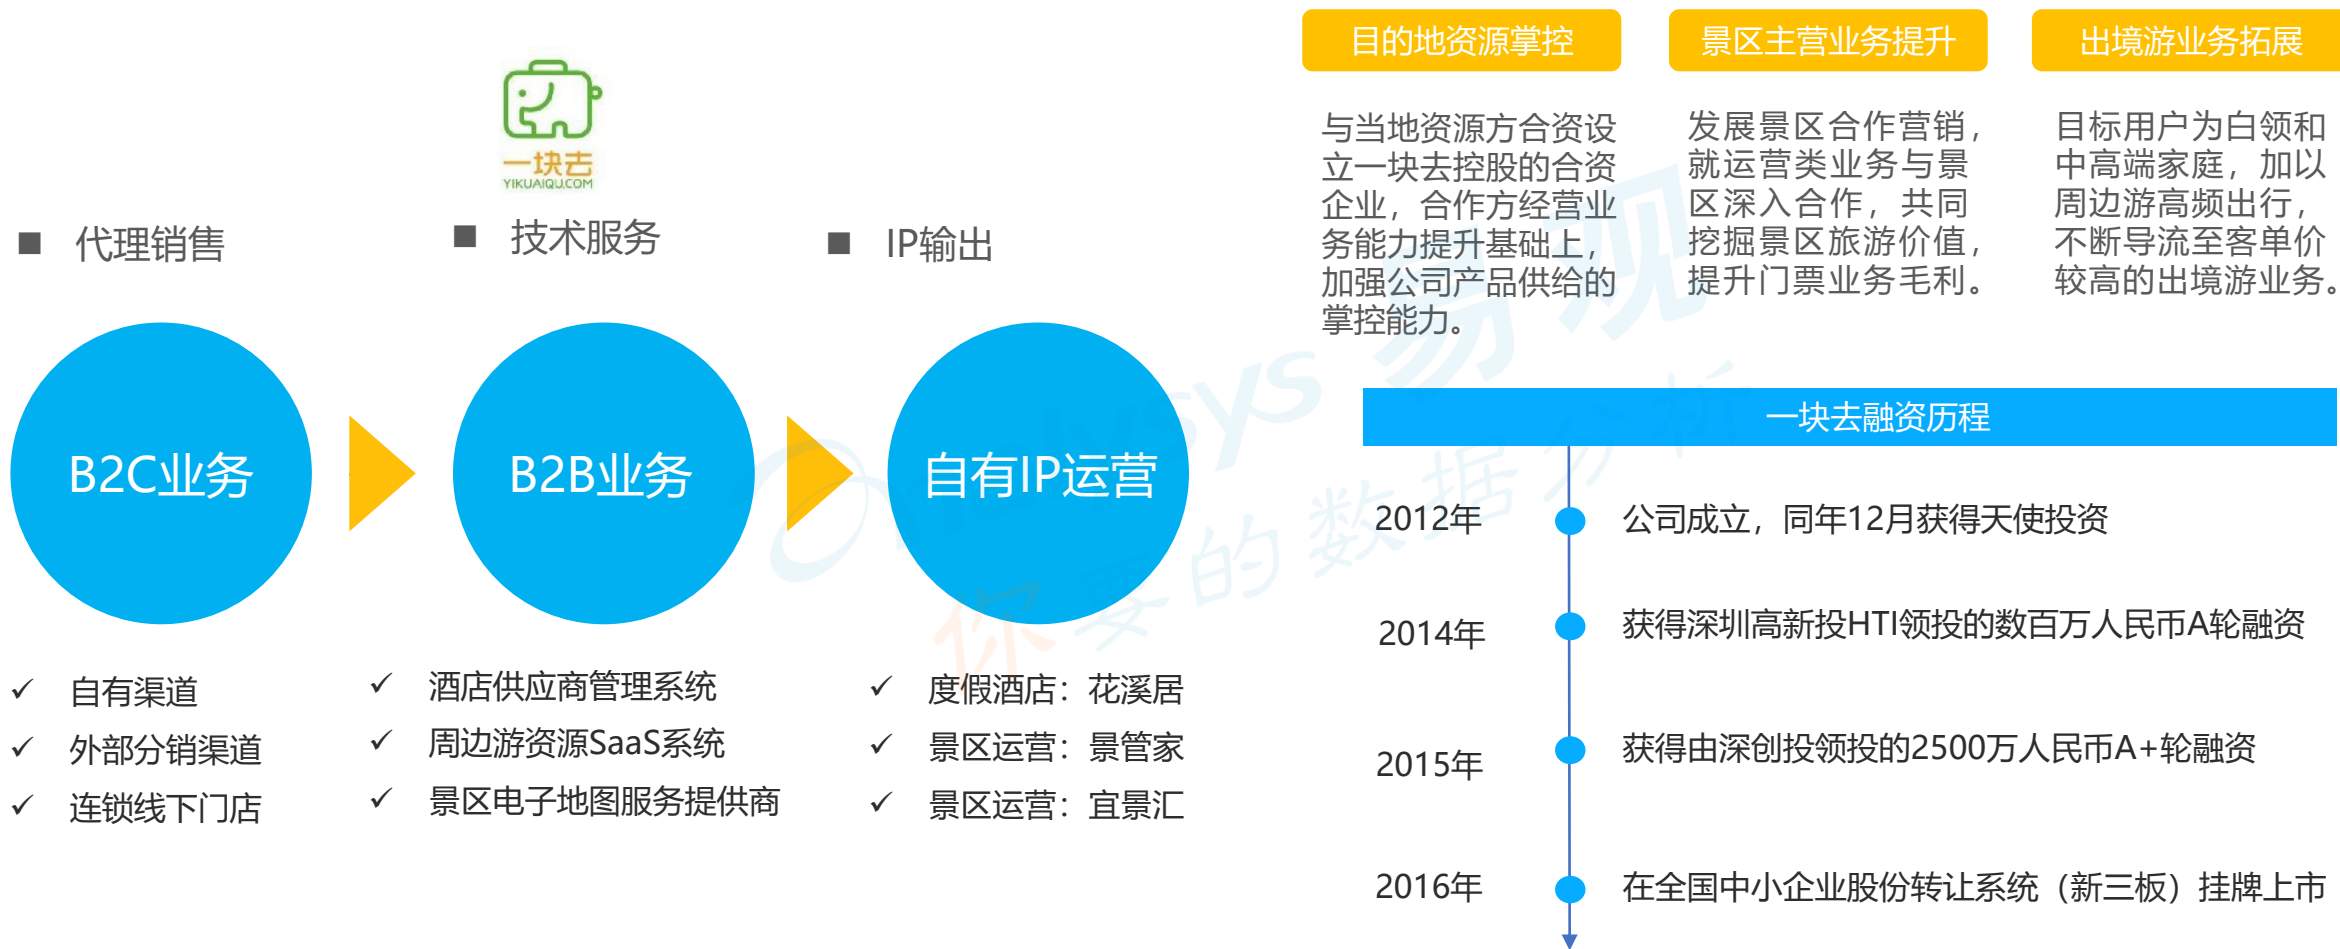 一块去
YIKUAIQU.COM
代理销售
技术服务
IP输出
B2C业务
B2B业务
自有IP运营
自有渠道
外部分销渠道
连锁线下门店
酒店供应商管理系统
周边游资源SaaS系统
景区电子地图服务提供商
度假酒店：花溪居
景区运营：景管家
景区运营：宜景汇
目的地资源掌控
与当地资源方合资设
立一块去控股的合资
企业，合作方经营业
务能力提升基础上，
加强公司产品供给的
掌控能力。
景区主营业务提升
发展景区合作营销，
就运营类业务与景
区深入合作，共同
挖掘景区旅游价值，
提升门票业务毛利。
出境游业务拓展
目标用户为白领和
中高端家庭，加以
周边游高频出行，
不断导流至客单价
较高的出境游业务。
一块去融资历程
2012年
公司成立，同年12月获得天使投资
2014年
获得深圳高新投HTI领投的数百万人民币A轮融资
2015年
获得由深创投领投的2500万人民币A+轮融资
2016年
在全国中小企业股份转让系统（新三板）挂牌上市
analysys 易观
你要的数据分析